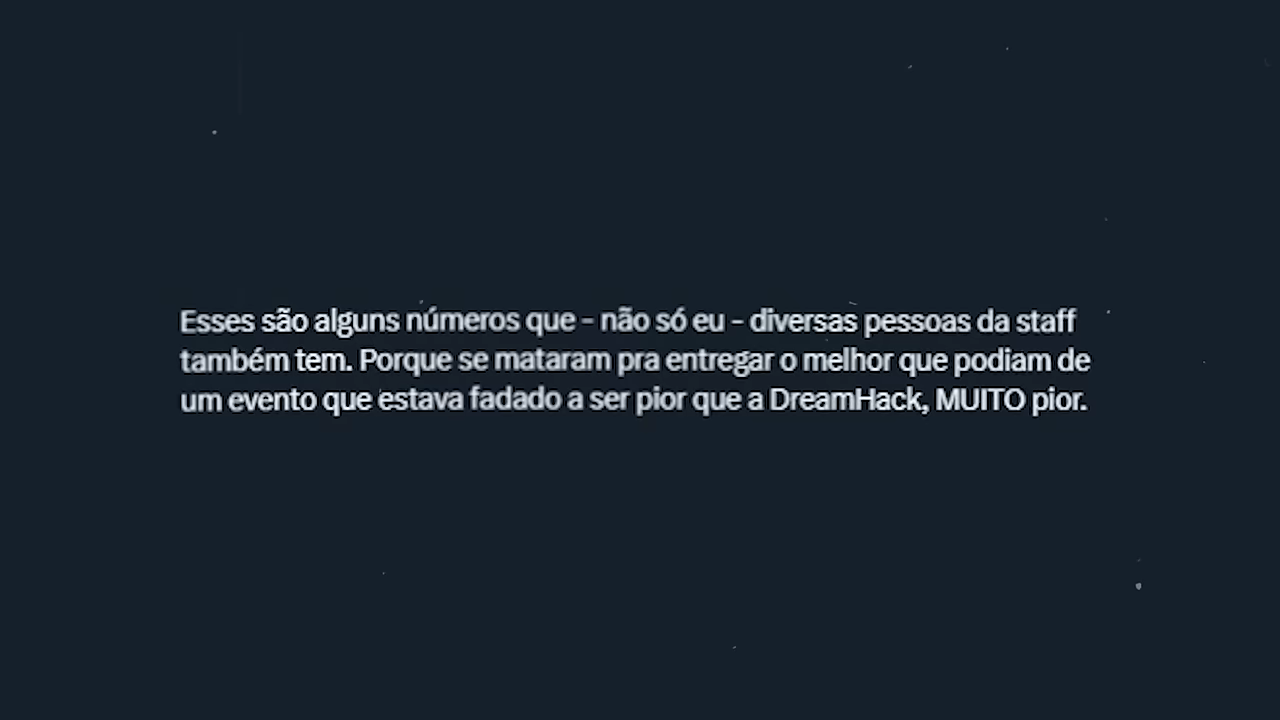 Esses são alguns números que - não só eu - diversas pessoas da staff
também tem. Porque se mataram pra entregar o melhor que podiam de
um evento que estava fadado a ser pior que a DreamHack, MUITO pior.